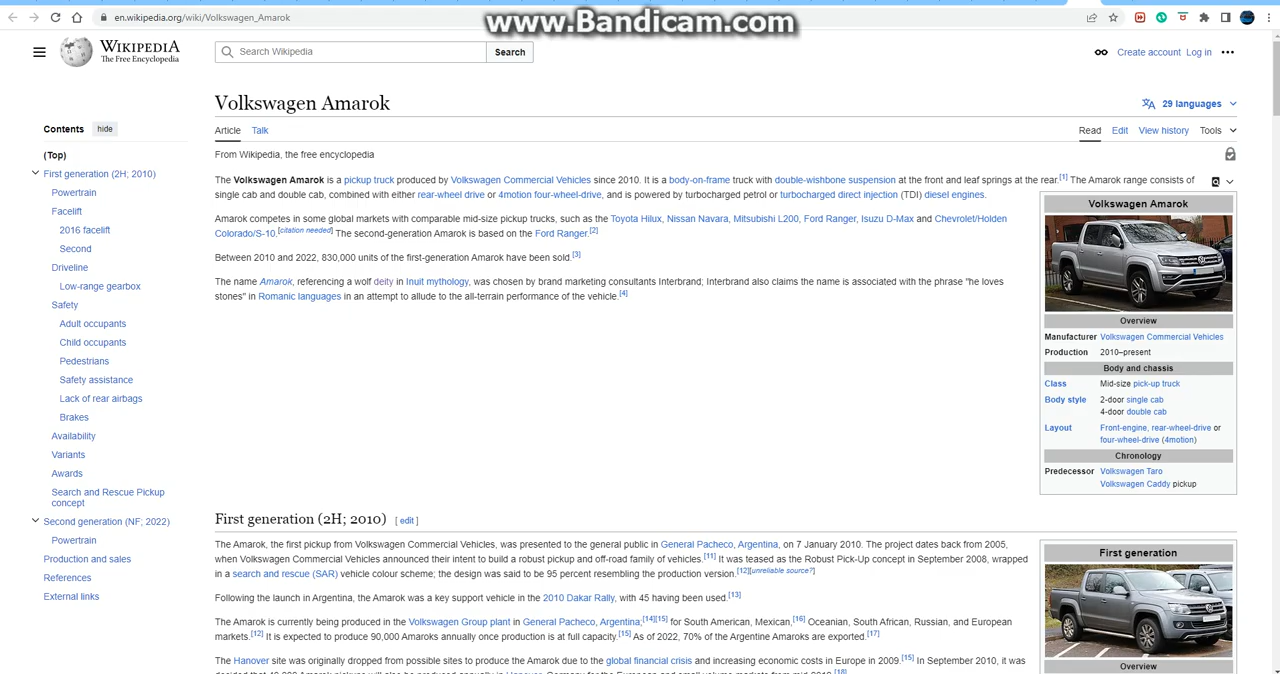 en.wikipedia.org/wiki/Volkswagen_Amarok
www.Bandicam.com
WIKIPEDIA
The Free Encyclopedia
Search Wikipedia
Search
Create account Log in
Volkswagen Amarok
29 languages
Article Talk
Read Edit View history Tools
From Wikipedia, the free encyclopedia
Contents hide
(Top)
First generation (2H; 2010)
Powertrain
Facelift
2016 facelift
Second
Driveline
Low-range gearbox
Safety
Adult occupants
Child occupants
Pedestrians
Safety assistance
Lack of rear airbags
Brakes
Availability
Variants
Awards
Search and Rescue Pickup
concept
Second generation (NF; 2022)
Powertrain
Production and sales
References
External links
The Volkswagen Amarok is a pickup truck produced by Volkswagen Commercial Vehicles since 2010. It is a body-on-frame truck with double-wishbone suspension at the front and leaf springs at the rear.[1] The Amarok range consists of
single cab and double cab, combined with either rear-wheel drive or 4motion four-wheel-drive, and is powered by turbocharged petrol or turbocharged direct injection (TDI) diesel engines.
Amarok competes in some global markets with comparable mid-size pickup trucks, such as the Toyota Hilux, Nissan Navara, Mitsubishi L200, Ford Ranger, Isuzu D-Max and Chevrolet/Holden
Colorado/S-10.[citation needed] The second-generation Amarok is based on the Ford Ranger.[2]
Between 2010 and 2022, 830,000 units of the first-generation Amarok have been sold.[3]
The name Amarok, referencing a wolf deity in Inuit mythology, was chosen by brand marketing consultants Interbrand; Interbrand also claims the name is associated with the phrase "he loves
stones" in Romanic languages in an attempt to allude to the all-terrain performance of the vehicle.[4]
Volkswagen Amarok
Overview
Manufacturer Volkswagen Commercial Vehicles
Production 2010–present
Body and chassis
Class Mid-size pick-up truck
Body style 2-door single cab
4-door double cab
Layout Front-engine, rear-wheel-drive or
four-wheel-drive (4motion)
Chronology
Predecessor Volkswagen Taro
Volkswagen Caddy pickup
First generation (2H; 2010) [ edit ]
The Amarok, the first pickup from Volkswagen Commercial Vehicles, was presented to the general public in General Pacheco, Argentina, on 7 January 2010. The project dates back from 2005,
when Volkswagen Commercial Vehicles announced their intent to build a robust pickup and off-road family of vehicles.[11] It was teased as the Robust Pick-Up concept in September 2008, wrapped
in a search and rescue (SAR) vehicle colour scheme; the design was said to be 95 percent resembling the production version.[12][unreliable source?]
Following the launch in Argentina, the Amarok was a key support vehicle in the 2010 Dakar Rally, with 45 having been used.[13]
The Amarok is currently being produced in the Volkswagen Group plant in General Pacheco, Argentina,[14][15] for South American, Mexican,[16] Oceanian, South African, Russian, and European
markets.[12] It is expected to produce 90,000 Amaroks annually once production is at full capacity.[15] As of 2022, 70% of the Argentine Amaroks are exported.[17]
The Hanover site was originally dropped from possible sites to produce the Amarok due to the global financial crisis and increasing economic costs in Europe in 2009.[15] In September 2010, it was
First generation
Overview